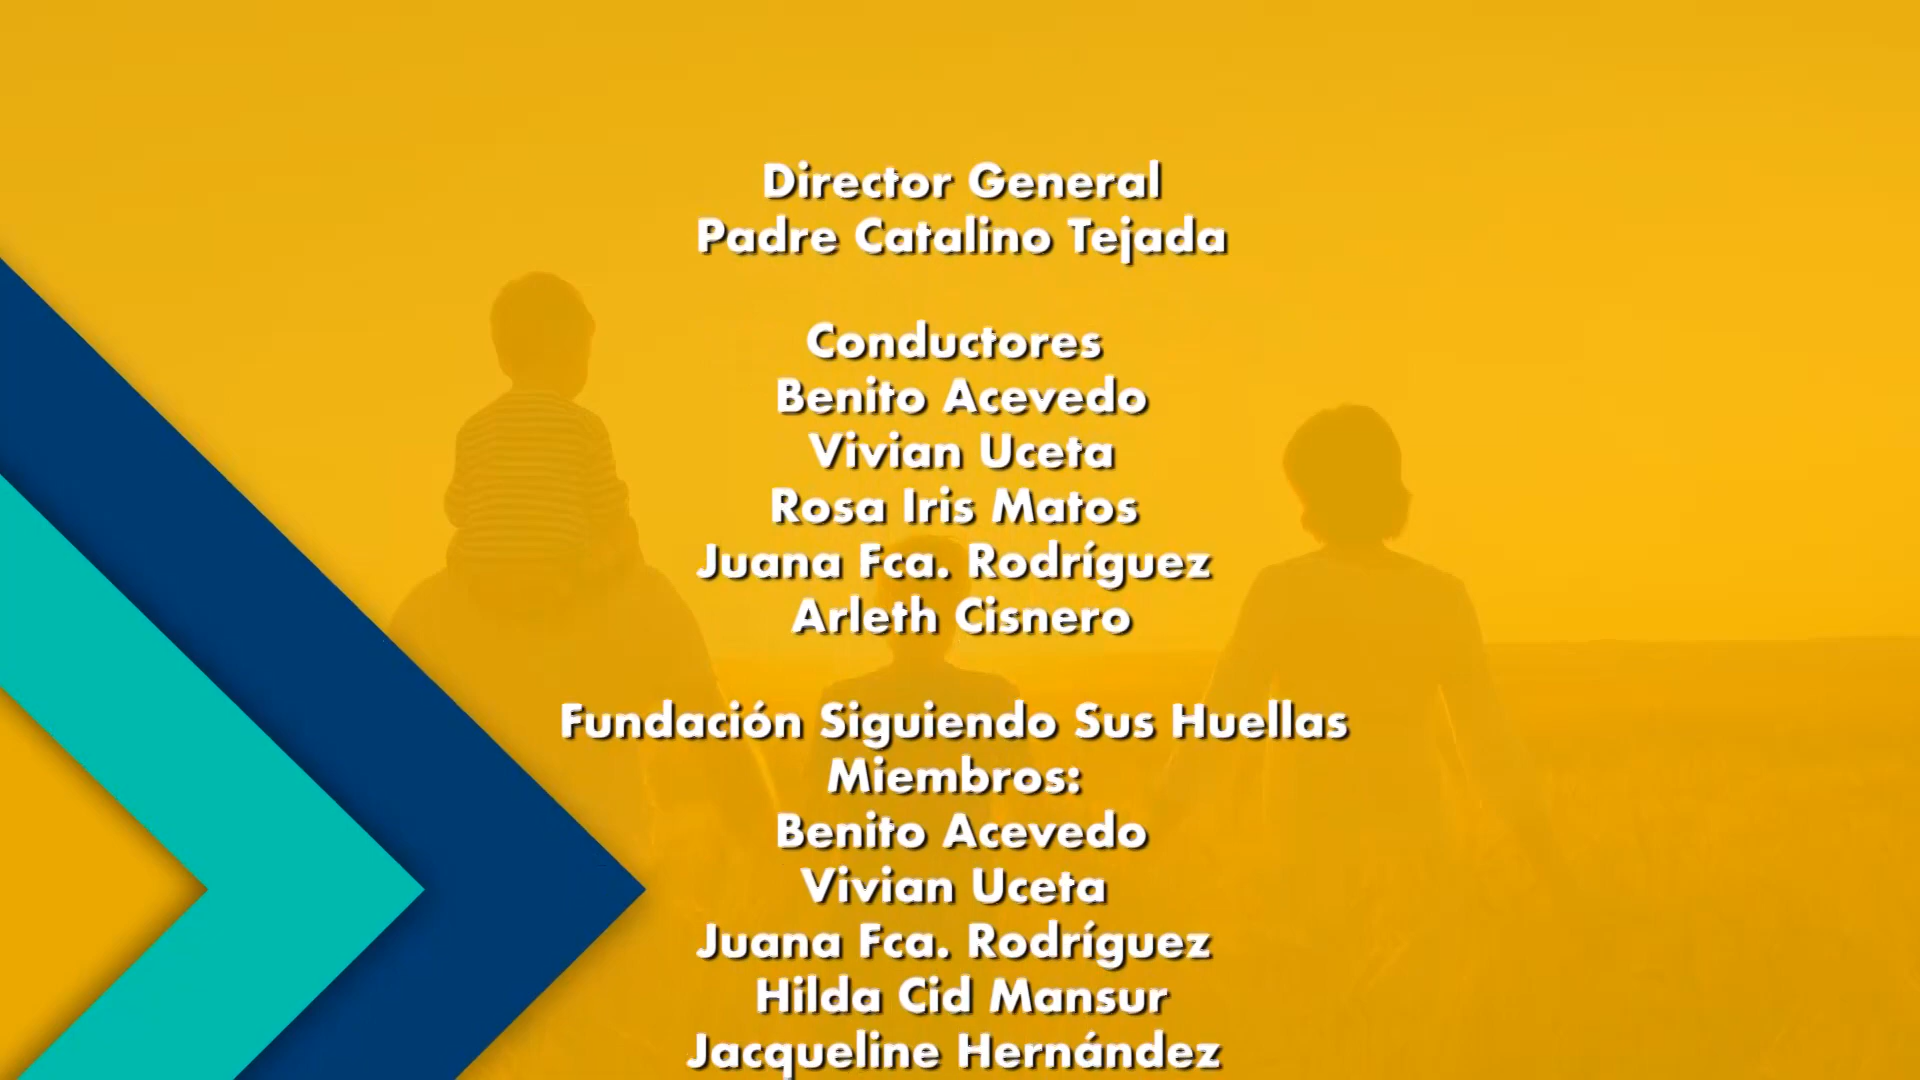 Director General
Padre Catalino Tejada
Conductores
Benito Acevedo
Vivian Uceta
Rosa Iris Matos
Juana Fca. Rodríguez
Arleth Cisnero
Fundación Siguiendo Sus Huellas
Miembros:
Benito Acevedo
Vivian Uceta
Juana Fca. Rodríguez
Hilda Cid Mansur
Jacqueline Hernández